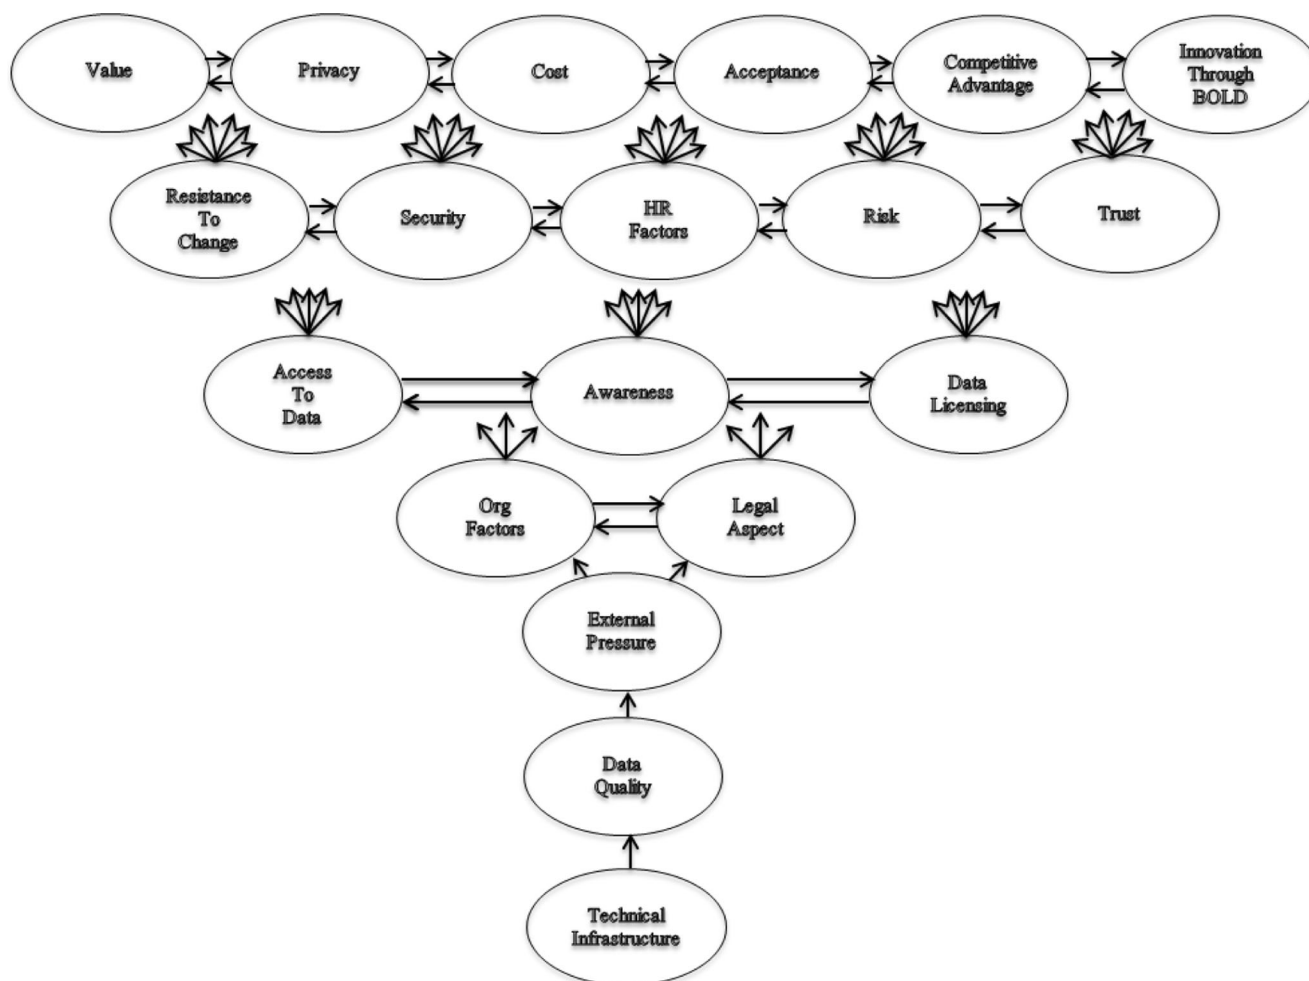 Value
Privacy
Cost
Acceptance
Competitive
Advantage
Innovation
Through
BOLD
Resistance
To
Change
Security
HR
Factors
Risk
Trust
Access
To
Data
Awareness
Data
Licensing
Org
Factors
Legal
Aspect
External
Pressure
Data
Quality
Technical
Infrastructure